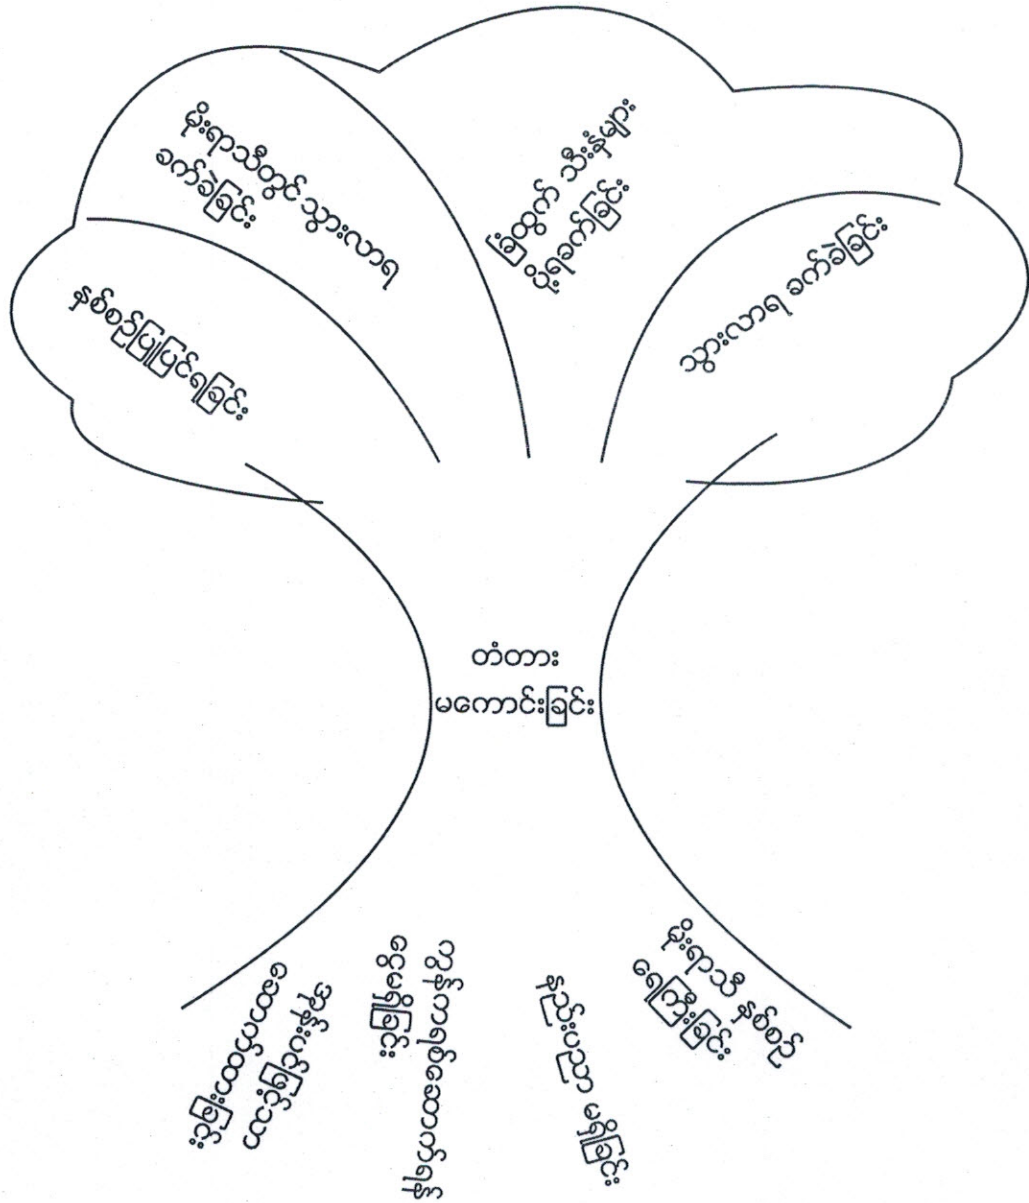 မိုးရာသီတွင် သွားလာရ
ခက်ခဲခြင်း
ခြံထွက် သီးနှံများ
ပို့ရခက်ခြင်း
သွားလာရ ခက်ခဲခြင်း
နှစ်စဉ်ပြုပြင်ရခြင်း
တံတား
မကောင်းခြင်း
နည်းပညာ မရှိခြင်း
မိုးရာသီ နှစ်စဉ်
ရေကြီးခြင်း